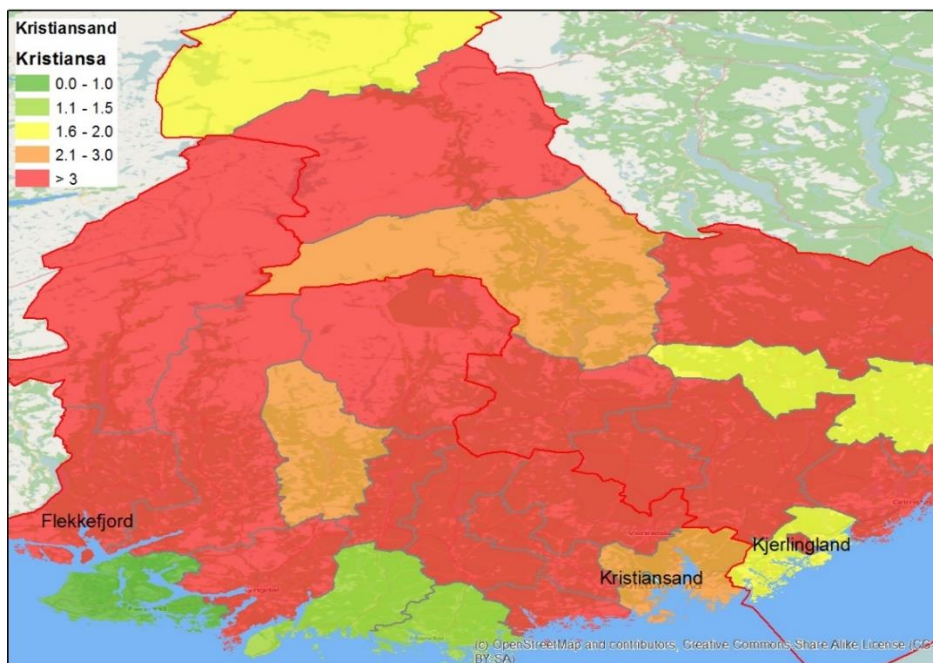 Kristiansand
Kristiansa
0.0 - 1.0
1.1 - 1.5
1.6 - 2.0
2.1 - 3.0
> 3
Flekkefjord
Kjerlingland
Kristiansand
(c) OpenStreetMap and contributors, Creative Commons-Share Alike License (CC-
BY-SA)